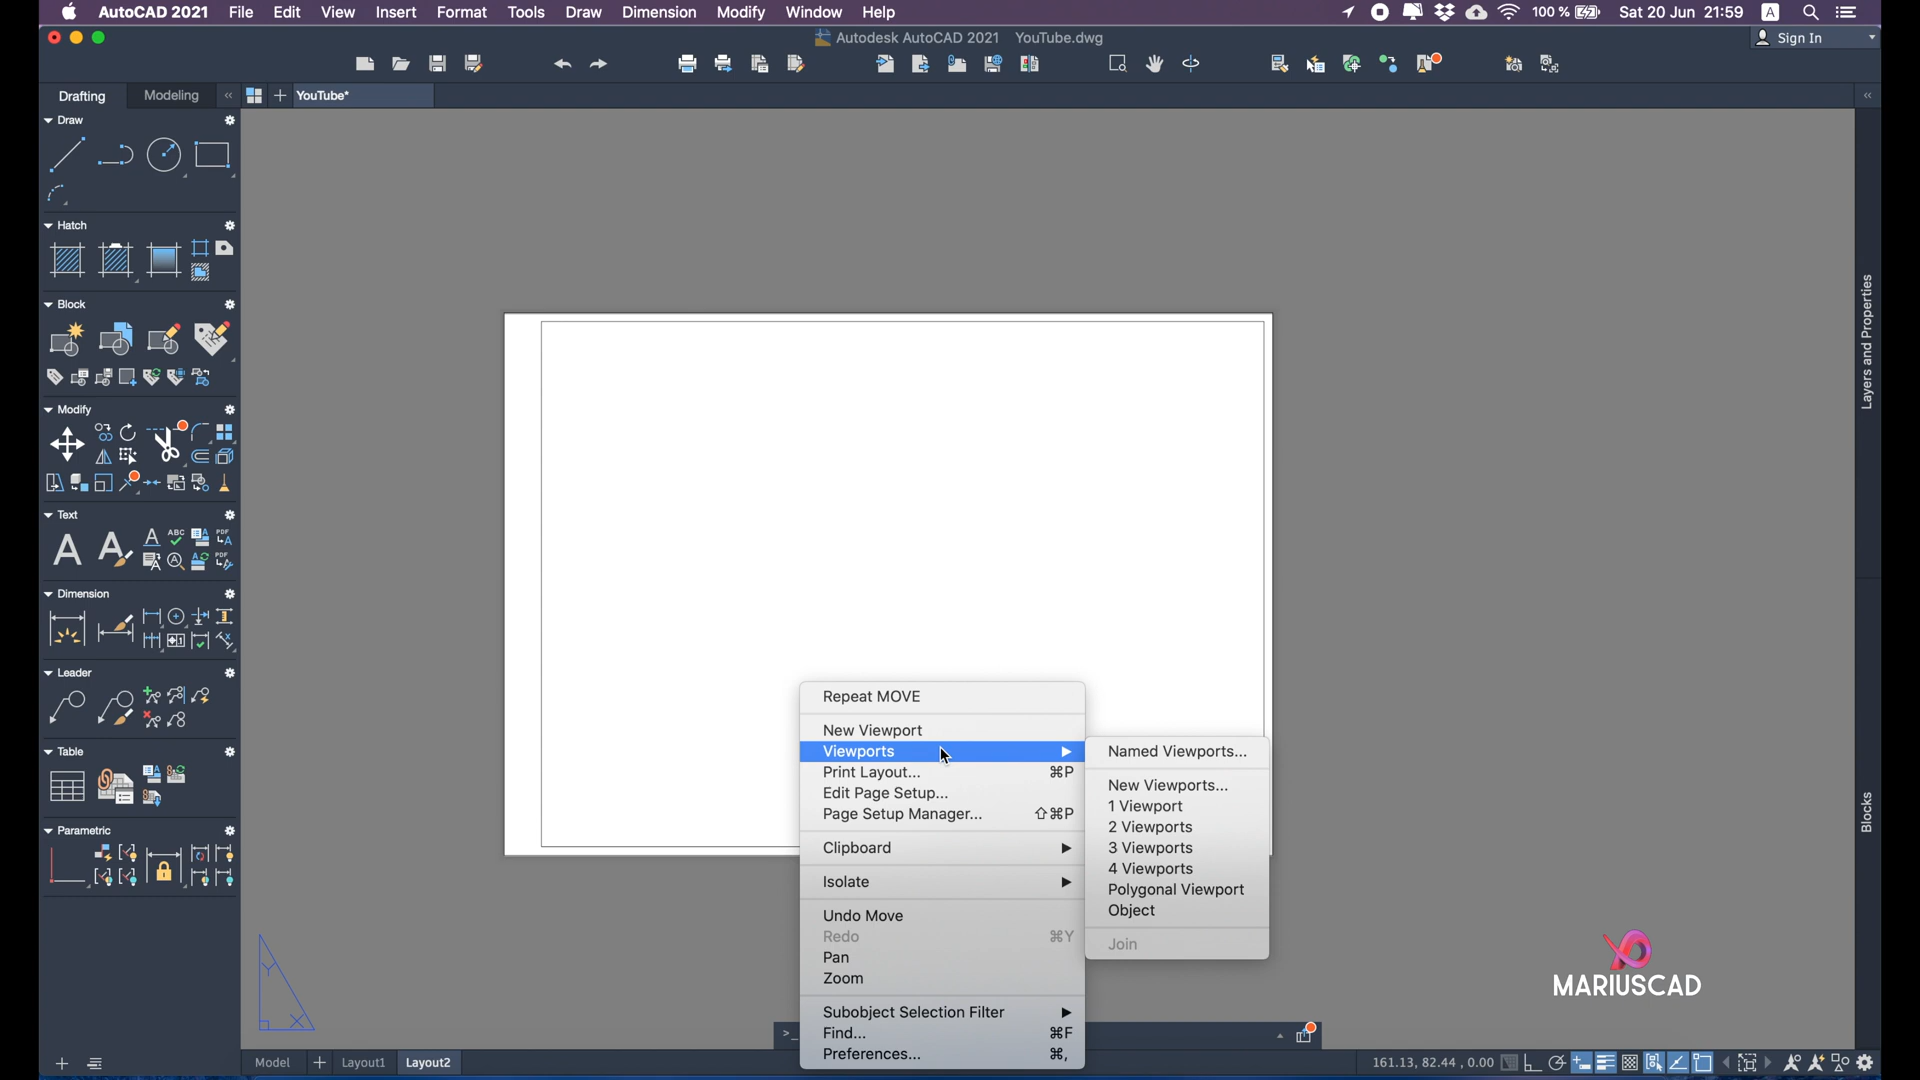 AutoCAD 2021 File Edit View Insert Format Tools Draw Dimension Modify Window Help 100 % Sat 20 Jun 21:59 A
Autodesk AutoCAD 2021 YouTube.dwg Sign In
Drafting Modeling YouTube*
Draw
Hatch
Block
Modify
Text
Dimension
Leader
Table
Parametric
Layers and Properties
Blocks
Repeat MOVE
New Viewport
Viewports
Print Layout... ⌘P
Edit Page Setup...
Page Setup Manager... ⇧⌘P
Clipboard
Isolate
Undo Move
Redo ⌘Y
Pan
Zoom
Subobject Selection Filter
Find... ⌘F
Preferences... ⌘,
Named Viewports...
New Viewports...
1 Viewport
2 Viewports
3 Viewports
4 Viewports
Polygonal Viewport
Object
Join
Y
X
MARIUSCAD
>_
Model Layout1 Layout2 161.13, 82.44 , 0.00